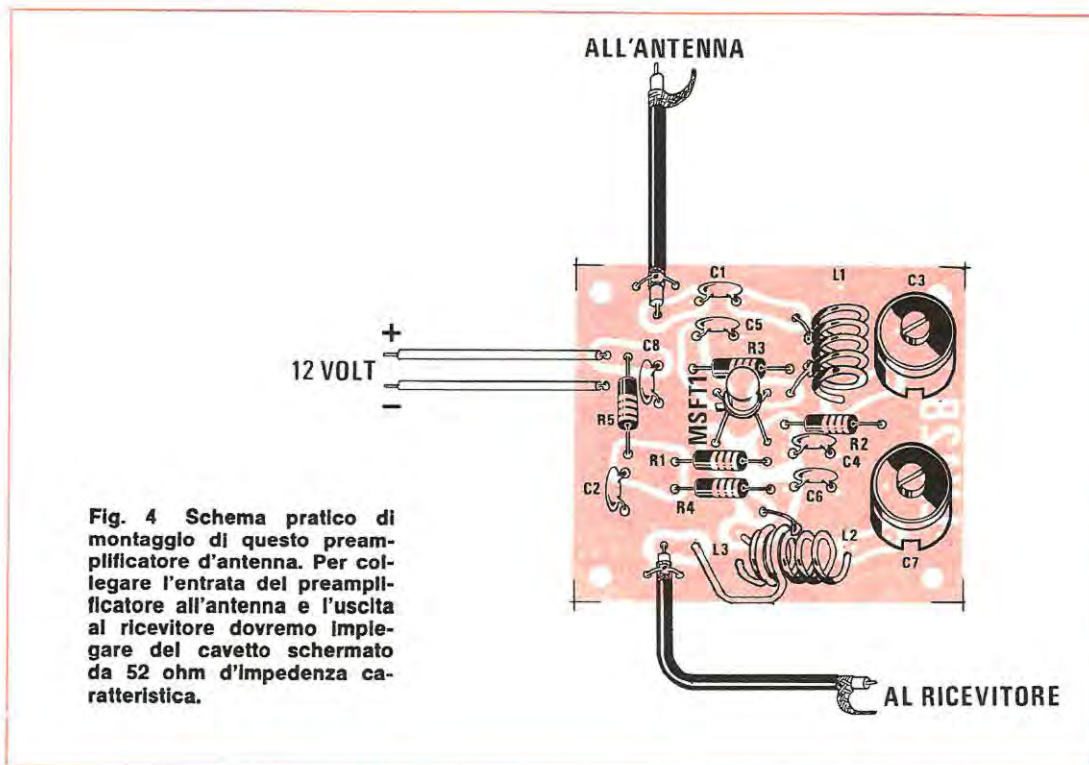 ALL'ANTENNA
C1
L1
C3
C5
+
12 VOLT
−
C8
R3
MSFT1
R5
R2
R1
C4
C2
R4
C6
L3
L2
C7
Fig. 4 Schema pratico di
montaggio di questo pream-
plificatore d'antenna. Per col-
legare l'entrata del preampli-
ficatore all'antenna e l'uscita
al ricevitore dovremo impie-
gare del cavetto schermato
da 52 ohm d'impedenza ca-
ratteristica.
AL RICEVITORE